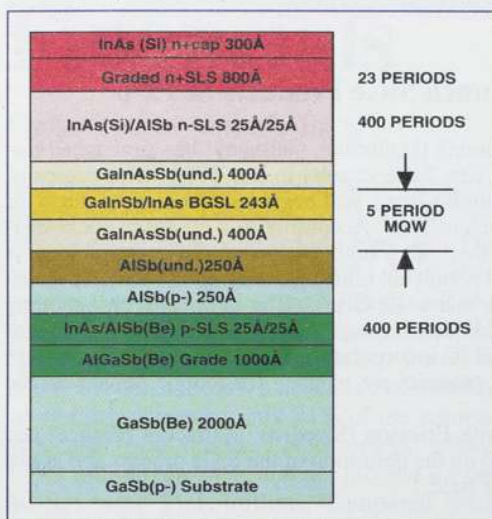 InAs (Si) n+cap 300Å
Graded n+SLS 800Å
23 PERIODS
InAs(Si)/AlSb n-SLS 25Å/25Å
400 PERIODS
GaInAsSb(und.) 400Å
GaInSb/InAs BGSL 243Å
5 PERIOD
MQW
GaInAsSb(und.) 400Å
AlSb(und.)250Å
AlSb(p-) 250Å
InAs/AlSb(Be) p-SLS 25Å/25Å
400 PERIODS
AlGaSb(Be) Grade 1000Å
GaSb(Be) 2000Å
GaSb(p-) Substrate